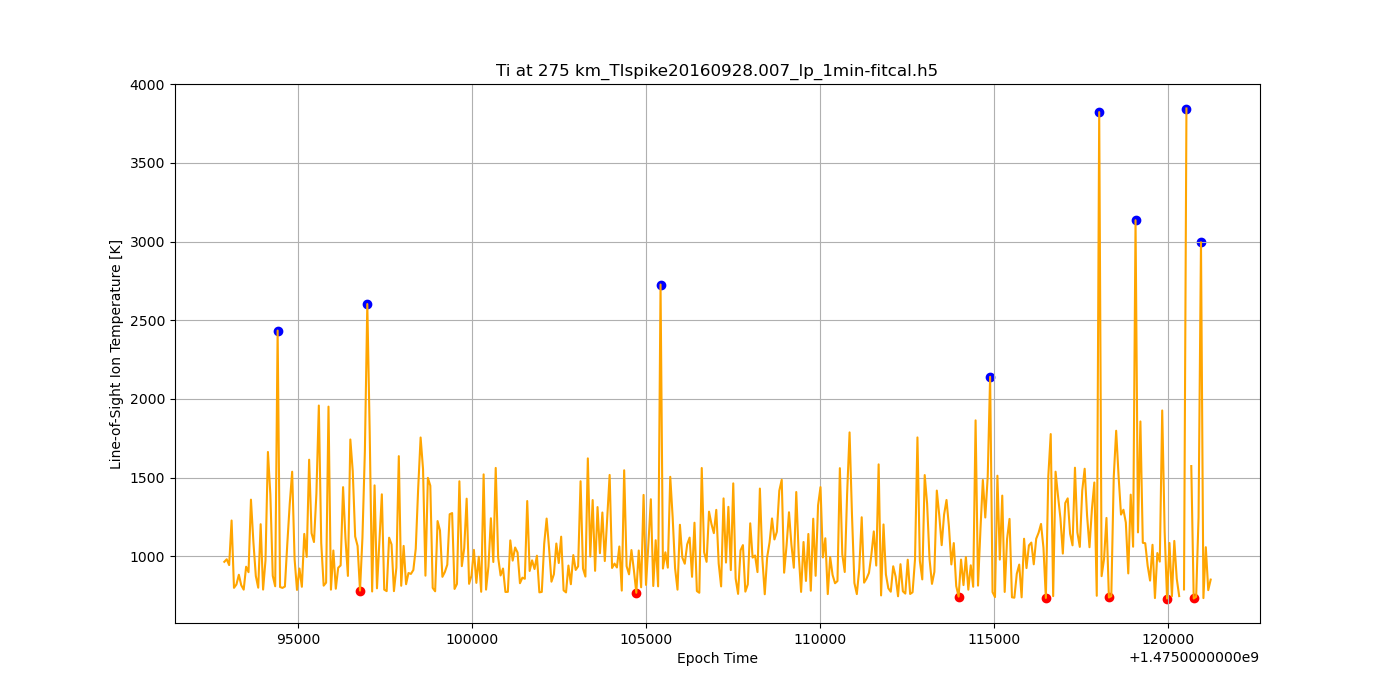 Ti at 275 km_TIspike20160928.007_lp_1min-fitcal.h5
4000
3500
3000
2500
2000
1500
1000
Line-of-Sight Ion Temperature [K]
95000 100000 105000 110000 115000 120000
Epoch Time
+1.4750000000e9